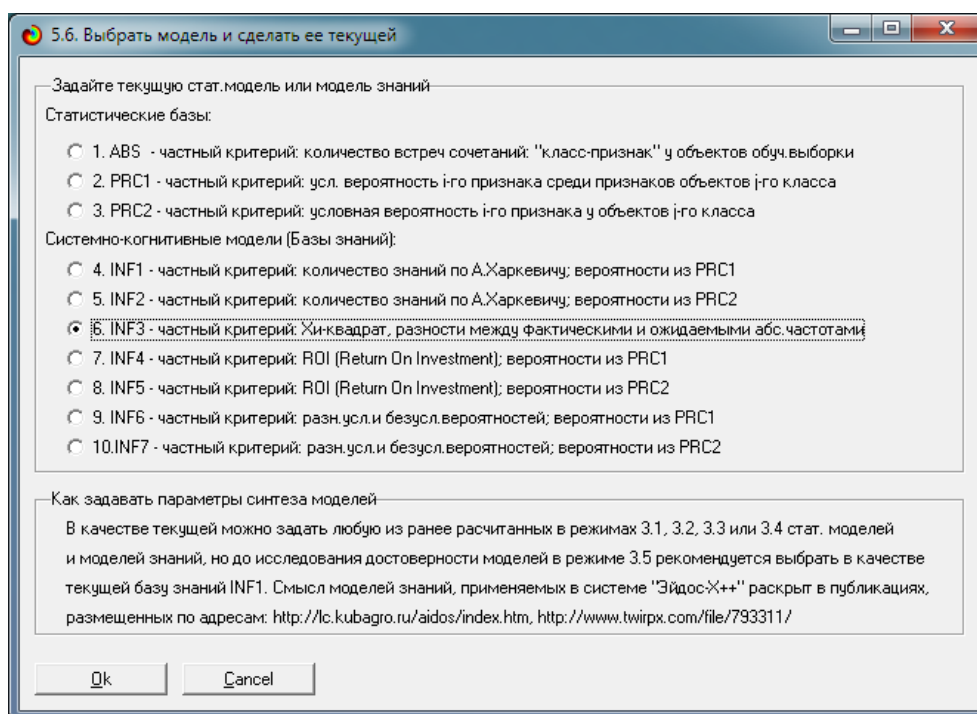 5.6. Выбрать модель и сделать ее текущей
Задайте текущую стат.модель или модель знаний
Статистические базы:
1. ABS - частный критерий: количество встреч сочетаний: "класс-признак" у объектов обуч.выборки
2. PRC1 - частный критерий: усл. вероятность i-го признака среди признаков объектов j-го класса
3. PRC2 - частный критерий: условная вероятность i-го признака у объектов j-го класса
Системно-когнитивные модели (Базы знаний):
4. INF1 - частный критерий: количество знаний по А.Харкевичу; вероятности из PRC1
5. INF2 - частный критерий: количество знаний по А.Харкевичу; вероятности из PRC2
6. INF3 - частный критерий: Хи-квадрат, разности между фактическими и ожидаемыми абс.частотами
7. INF4 - частный критерий: ROI (Return On Investment); вероятности из PRC1
8. INF5 - частный критерий: ROI (Return On Investment); вероятности из PRC2
9. INF6 - частный критерий: разн.усл.и безусл.вероятностей; вероятности из PRC1
10.INF7 - частный критерий: разн.усл.и безусл.вероятностей; вероятности из PRC2
Как задавать параметры синтеза моделей
В качестве текущей можно задать любую из ранее расчитанных в режимах 3.1, 3.2, 3.3 или 3.4 стат. моделей
и моделей знаний, но до исследования достоверности моделей в режиме 3.5 рекомендуется выбрать в качестве
текущей базу знаний INF1. Смысл моделей знаний, применяемых в системе "Эйдос-Х++" раскрыт в публикациях,
размещенных по адресам: http://lc.kubagro.ru/aidos/index.htm, http://www.twirpx.com/file/793311/
Ok
Cancel